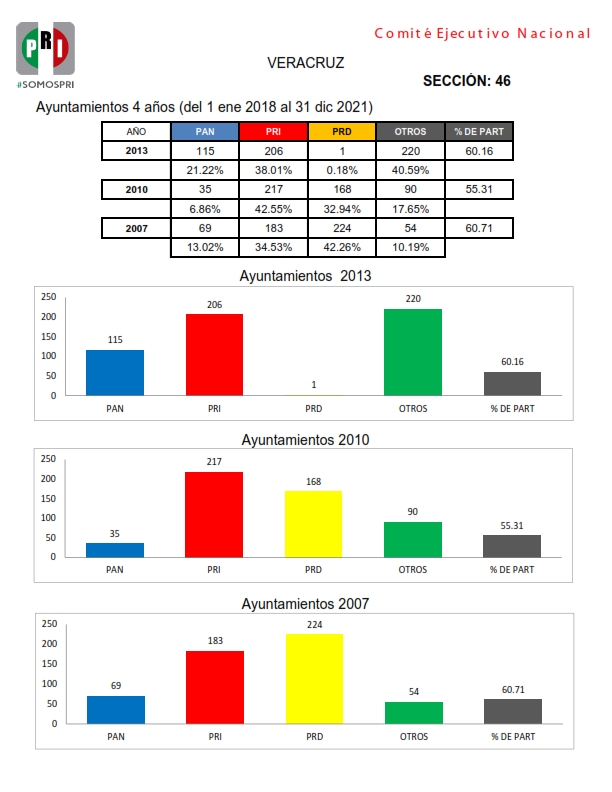 Comité Ejecutivo Nacional
PRI
#SOMOSPRI
VERACRUZ
SECCIÓN: 46
Ayuntamientos 4 años (del 1 ene 2018 al 31 dic 2021)
AÑO PAN PRI PRD OTROS % DE PART
2013 115 206 1 220 60.16
21.22% 38.01% 0.18% 40.59%
2010 35 217 168 90 55.31
6.86% 42.55% 32.94% 17.65%
2007 69 183 224 54 60.71
13.02% 34.53% 42.26% 10.19%
Ayuntamientos 2013
250
200
150
100
50
0
115 206 1 220 60.16
PAN PRI PRD OTROS % DE PART
Ayuntamientos 2010
250
200
150
100
50
0
35 217 168 90 55.31
PAN PRI PRD OTROS % DE PART
Ayuntamientos 2007
250
200
150
100
50
0
69 183 224 54 60.71
PAN PRI PRD OTROS % DE PART